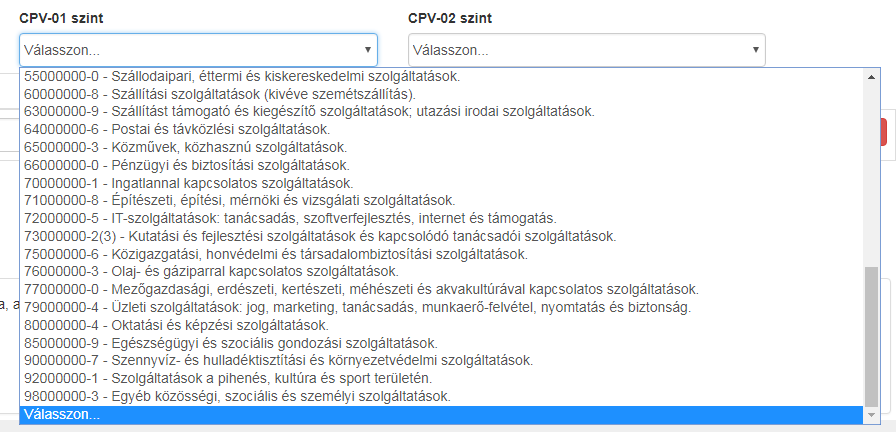 CPV-01 szint CPV-02 szint
Válasszon... Válasszon...
55000000-0 - Szállodaipari, éttermi és kiskereskedelmi szolgáltatások.
60000000-8 - Szállítási szolgáltatások (kivéve szemétszállítás).
63000000-9 - Szállítást támogató és kiegészítő szolgáltatások; utazási irodai szolgáltatások.
64000000-6 - Postai és távközlési szolgáltatások.
65000000-3 - Közművek, közhasznú szolgáltatások.
66000000-0 - Pénzügyi és biztosítási szolgáltatások.
70000000-1 - Ingatlannal kapcsolatos szolgáltatások.
71000000-8 - Építészeti, építési, mérnöki és vizsgálati szolgáltatások.
72000000-5 - IT-szolgáltatások: tanácsadás, szoftverfejlesztés, internet és támogatás.
73000000-2(3) - Kutatási és fejlesztési szolgáltatások és kapcsolódó tanácsadói szolgáltatások.
75000000-6 - Közigazgatási, honvédelmi és társadalombiztosítási szolgáltatások.
76000000-3 - Olaj- és gáziparral kapcsolatos szolgáltatások.
77000000-0 - Mezőgazdasági, erdészeti, kertészeti, méhészeti és akvakultúrával kapcsolatos szolgáltatások.
a, a
79000000-4 - Üzleti szolgáltatások: jog, marketing, tanácsadás, munkaerő-felvétel, nyomtatás és biztonság.
80000000-4 - Oktatási és képzési szolgáltatások.
85000000-9 - Egészségügyi és szociális gondozási szolgáltatások.
90000000-7 - Szennyvíz- és hulladéktisztítási és környezetvédelmi szolgáltatások.
92000000-1 - Szolgáltatások a pihenés, kultúra és sport területén.
98000000-3 - Egyéb közösségi, szociális és személyi szolgáltatások.
Válasszon...